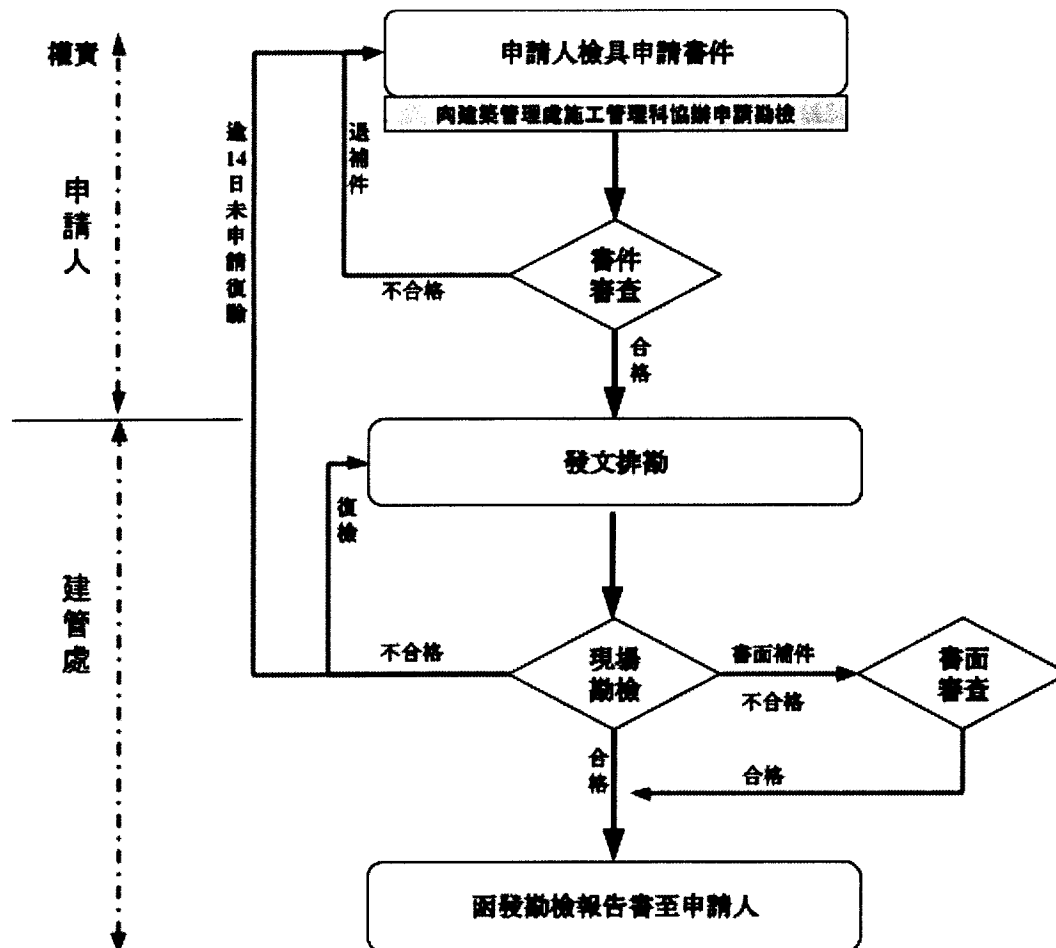 權責
申請人
建管處
申請人檢具申請書件
向建築管理處施工管理科協辦申請勘檢
逾14日未申請復驗
退補件
書件
審查
不合格
合格
發文排勘
復檢
不合格
現場
勘檢
書面補件
不合格
書面
審查
合格
合格
函發勘檢報告書至申請人